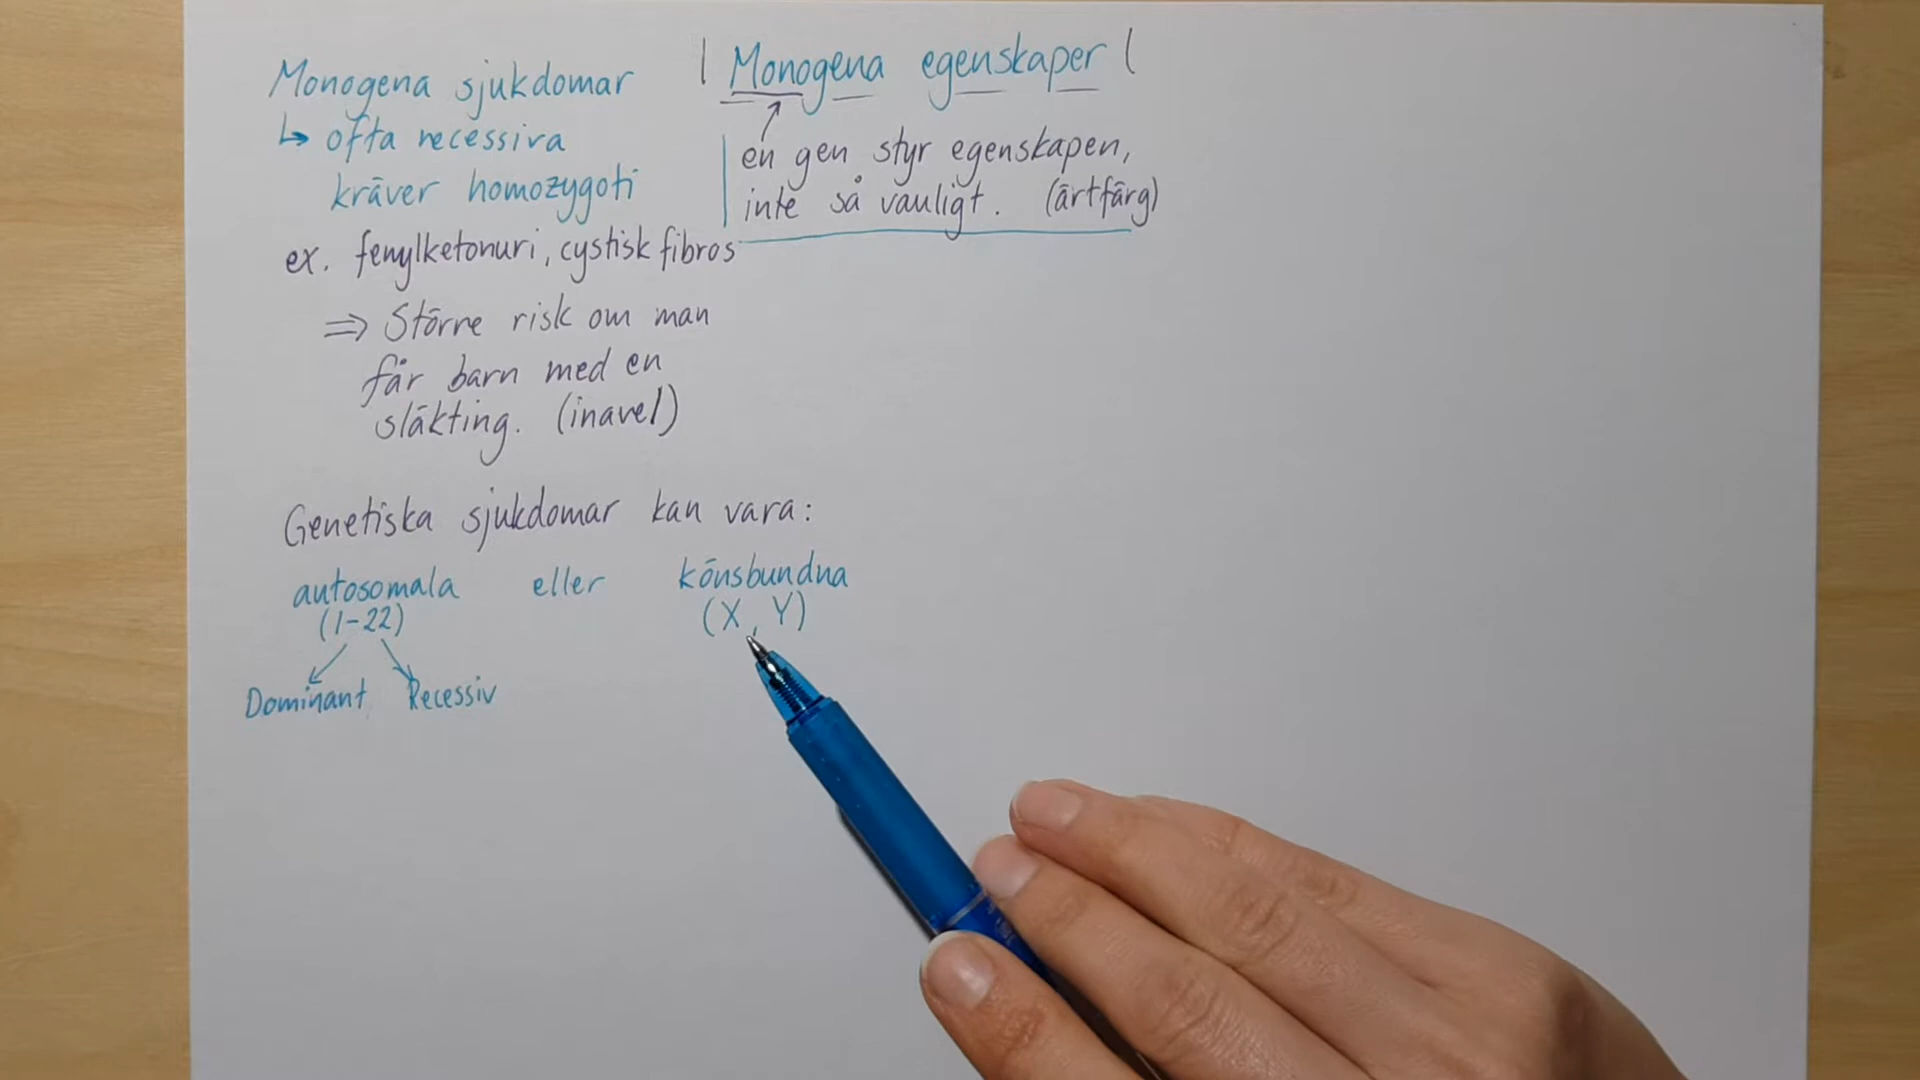 Monogena egenskaper
en gen styr egenskapen,
inte så vanligt. (ärtfärg)
Monogena sjukdomar
↳ ofta recessiva
kräver homozygoti
ex. fenylketonuri, cystisk fibros
⇒ Större risk om man
får barn med en
släkting. (inavel)
Genetiska sjukdomar kan vara:
autosomala eller könsbundna
(1-22) (X, Y)
Dominant Recessiv